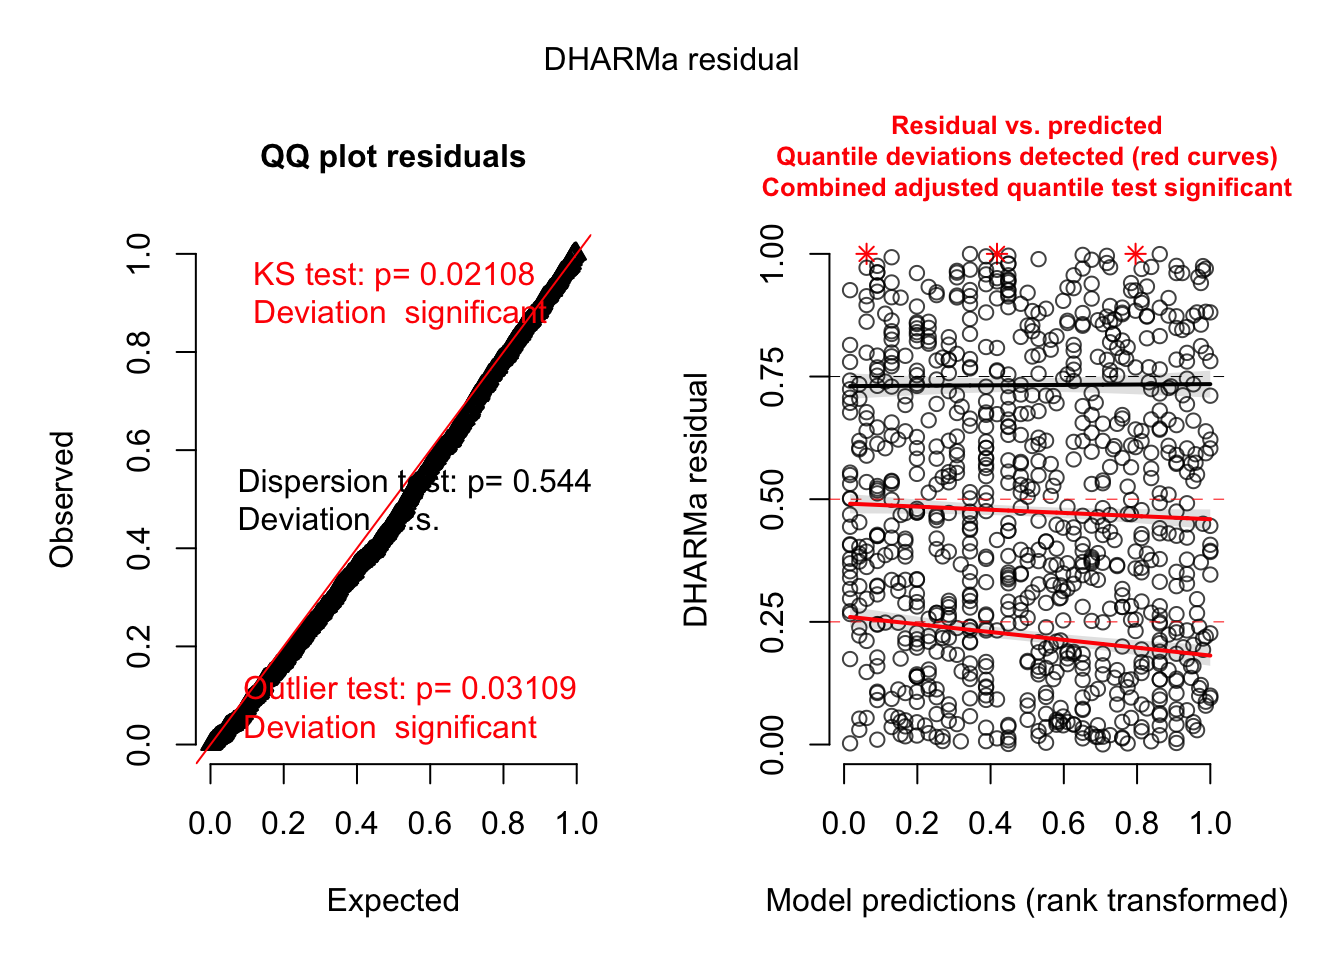 DHARMa residual
QQ plot residuals
KS test: p= 0.02108
Deviation  significant
Dispersion test: p= 0.544
Deviation n.s.
Outlier test: p= 0.03109
Deviation  significant
Observed
0.0 0.2 0.4 0.6 0.8 1.0
0.0 0.2 0.4 0.6 0.8 1.0
Expected
Residual vs. predicted
Quantile deviations detected (red curves)
Combined adjusted quantile test significant
DHARMa residual
0.00 0.25 0.50 0.75 1.00
0.0 0.2 0.4 0.6 0.8 1.0
Model predictions (rank transformed)